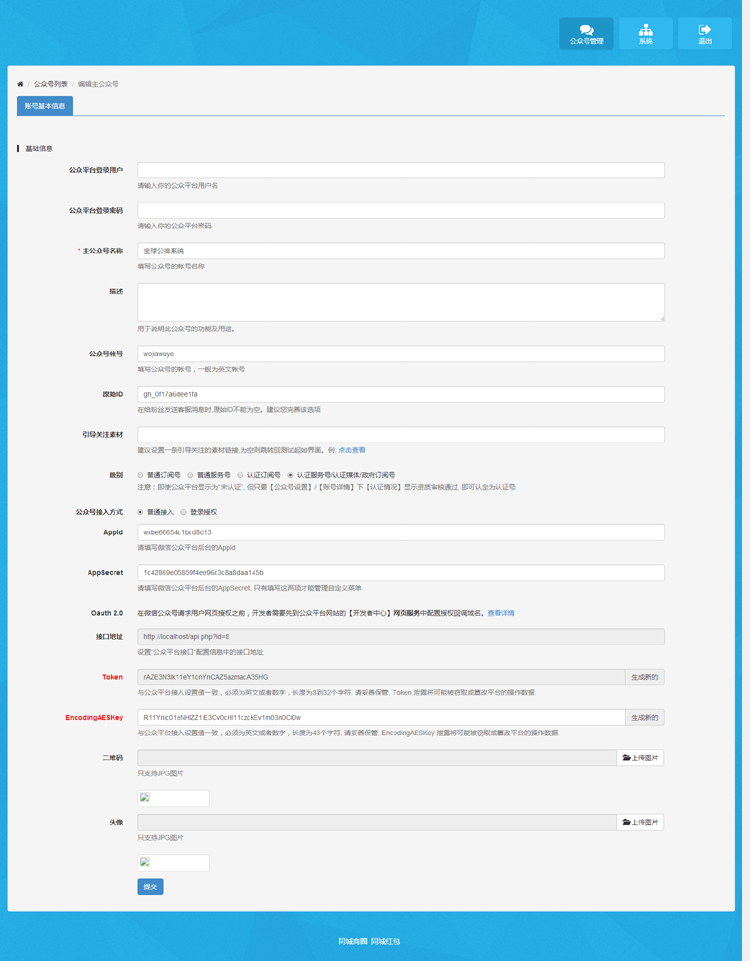 公众号管理 系统 退出
公众号列表 / 编辑主公众号
账号基本信息
基础信息
公众平台登录用户
请输入你的公众平台用户名
公众平台登录密码
请输入你的公众平台密码
* 主公众号名称 全球公排系统
填写公众号的帐号名称
描述
用于说明此公众号的功能及用途。
公众号帐号 wojiawuye
填写公众号的帐号，一般为英文帐号
原始ID gh_0f17a6dee1fa
在给粉丝发送客服消息时,原始ID不能为空。建议您完善该选项
引导关注素材
建议设置一条引导关注的素材链接,为空则跳转回测试起始界面。例: 点击查看
级别 普通订阅号 普通服务号 认证订阅号 认证服务号/认证媒体/政府订阅号
注意：即使公众平台显示为“未认证”, 但只要【公众号设置】/【账号详情】下【认证情况】显示资质审核通过, 即可认定为认证号.
公众号接入方式 普通接入 登录授权
AppId
请填写微信公众平台后台的AppId
AppSecret
请填写微信公众平台后台的AppSecret, 只有填写这两项才能管理自定义菜单
Oauth 2.0 在微信公众号请求用户网页授权之前，开发者需要先到公众平台网站的【开发者中心】网页服务中配置授权回调域名。查看详情
接口地址 http://localhost/api.php?id=8
设置“公众平台接口”配置信息中的接口地址
Token 生成新的
与公众平台接入设置值一致，必须为英文或者数字，长度为3到32个字符. 请妥善保管, Token 泄露将可能被窃取或篡改平台的操作数据.
EncodingAESKey 生成新的
与公众平台接入设置值一致，必须为英文或者数字，长度为43个字符. 请妥善保管, EncodingAESKey 泄露将可能被窃取或篡改平台的操作数据.
二维码 上传图片
只支持JPG图片
头像 上传图片
只支持JPG图片
提交
同城商圈 同城红包